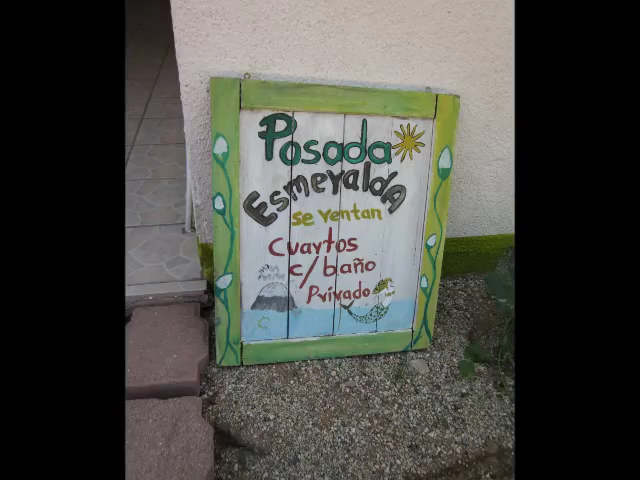 Posada
Esmeralda
se rentan
Cuartos
c/baño
Privado